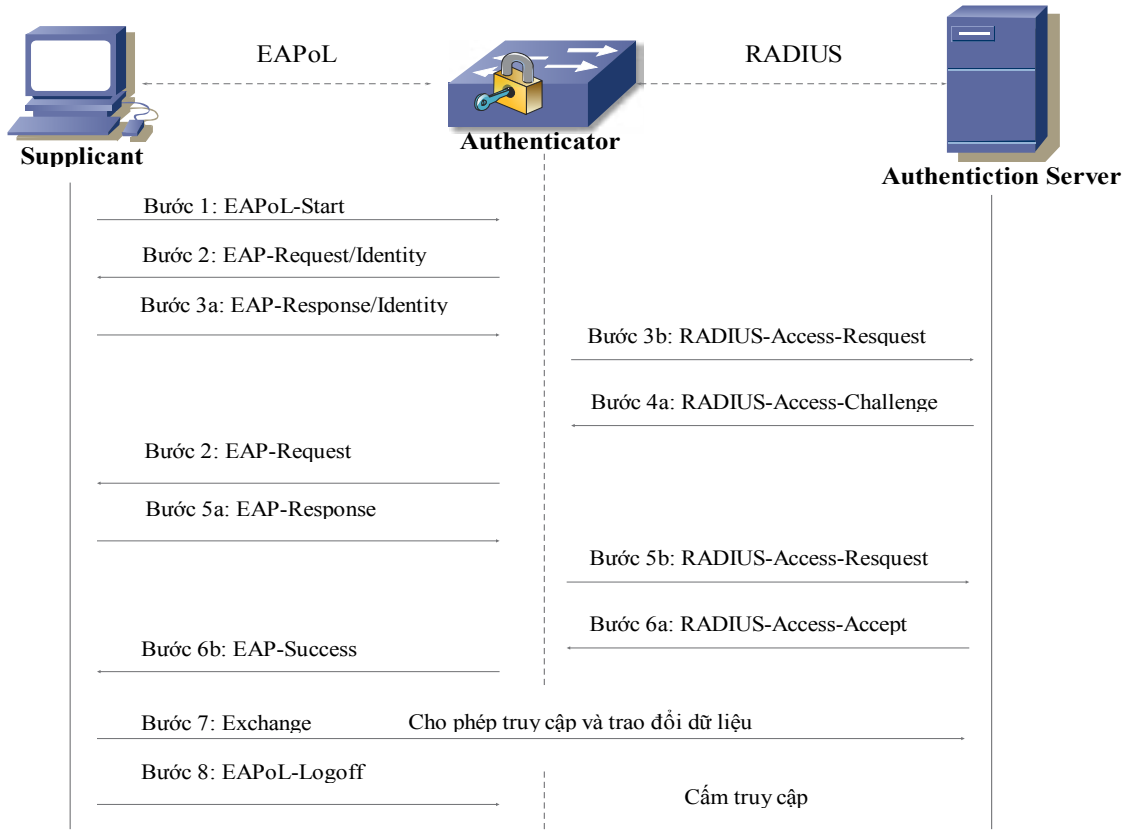 EAPoL
RADIUS
Supplicant
Authenticator
Authentiction Server
Bước 1: EAPoL-Start
Bước 2: EAP-Request/Identity
Bước 3a: EAP-Response/Identity
Bước 3b: RADIUS-Access-Resquest
Bước 4a: RADIUS-Access-Challenge
Bước 2: EAP-Request
Bước 5a: EAP-Response
Bước 5b: RADIUS-Access-Resquest
Bước 6a: RADIUS-Access-Accept
Bước 6b: EAP-Success
Bước 7: Exchange
Cho phép truy cập và trao đổi dữ liệu
Bước 8: EAPoL-Logoff
Cấm truy cập